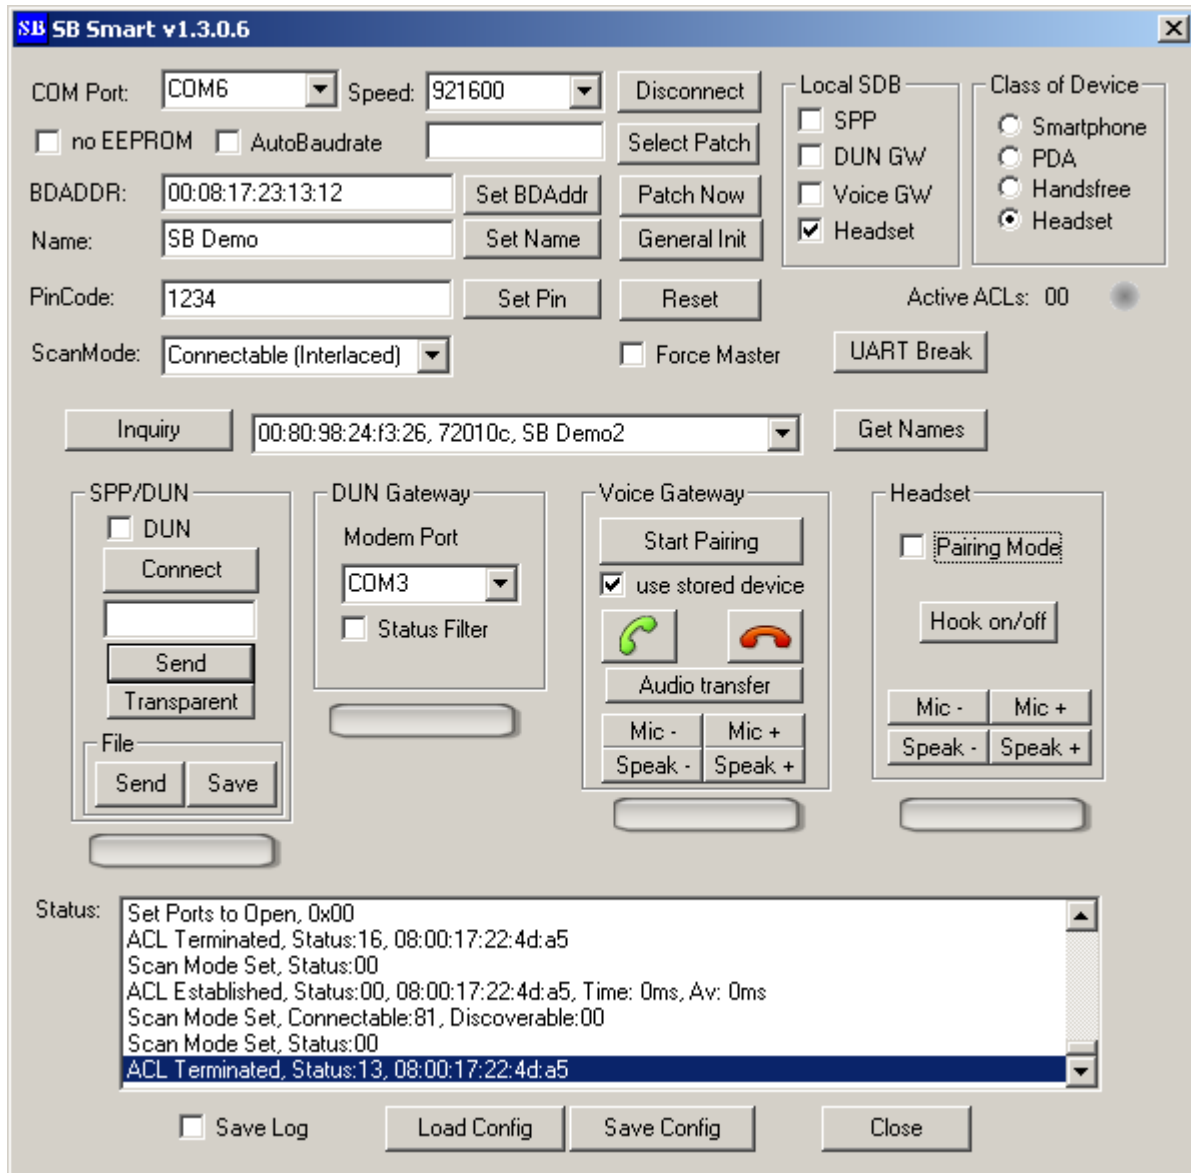 SB SB Smart v1.3.0.6
COM Port: COM6 Speed: 921600 Disconnect
no EEPROM AutoBaudrate Select Patch
BDADDR: 00:08:17:23:13:12 Set BDAddr Patch Now
Name: SB Demo Set Name General Init
Local SDB
SPP
DUN GW
Voice GW
Headset
Class of Device
Smartphone
PDA
Handsfree
Headset
PinCode: 1234 Set Pin Reset Active ACLs: 00
ScanMode: Connectable (Interlaced) Force Master UART Break
Inquiry 00:80:98:24:f3:26, 72010c, SB Demo2 Get Names
SPP/DUN
DUN
Connect
Send
Transparent
File
Send Save
DUN Gateway
Modem Port
COM3
Status Filter
Voice Gateway
Start Pairing
use stored device
Audio transfer
Mic - Mic +
Speak - Speak +
Headset
Pairing Mode
Hook on/off
Mic - Mic +
Speak - Speak +
Status:
Set Ports to Open, 0x00
ACL Terminated, Status:16, 08:00:17:22:4d:a5
Scan Mode Set, Status:00
ACL Established, Status:00, 08:00:17:22:4d:a5, Time: 0ms, Av: 0ms
Scan Mode Set, Connectable:81, Discoverable:00
Scan Mode Set, Status:00
ACL Terminated, Status:13, 08:00:17:22:4d:a5
Save Log Load Config Save Config Close